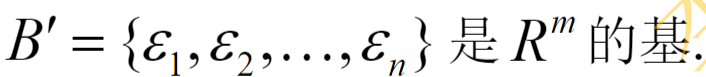 B′ = {ε₁, ε₂, ..., εₙ} 是 Rᵐ 的基.